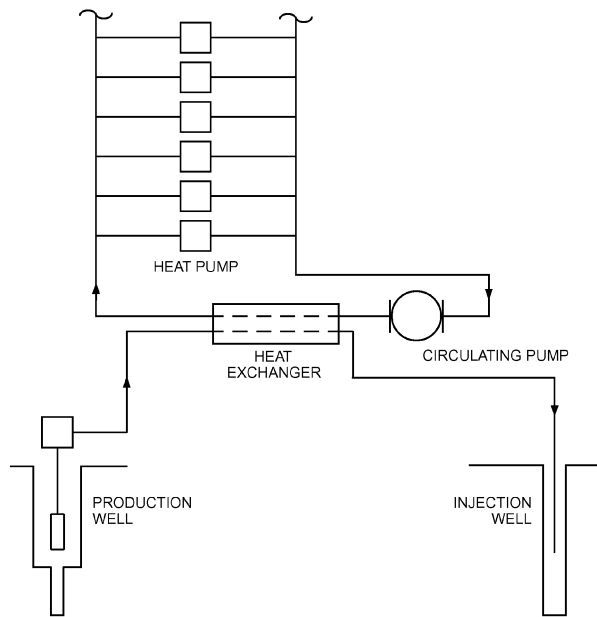 HEAT PUMP
HEAT
EXCHANGER
CIRCULATING PUMP
PRODUCTION
WELL
INJECTION
WELL